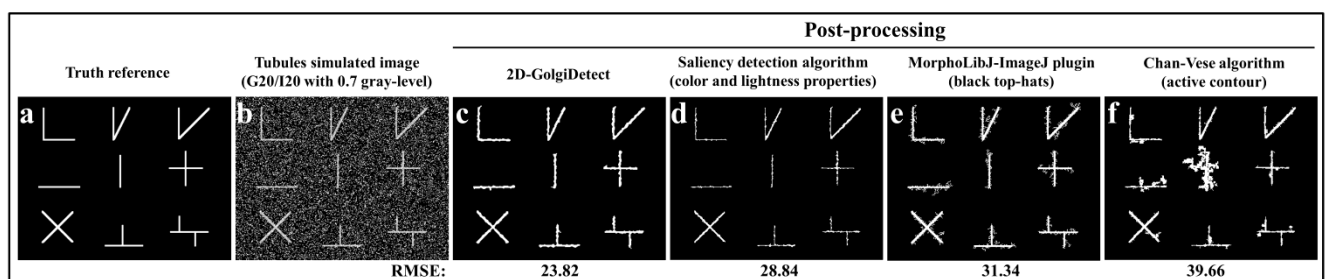 Post-processing
Truth reference
Tubules simulated image
(G20/I20 with 0.7 gray-level)
2D-GolgiDetect
Saliency detection algorithm
(color and lightness properties)
MorphoLibJ-ImageJ plugin
(black top-hats)
Chan-Vese algorithm
(active contour)
a
b
c
d
e
f
RMSE:
23.82
28.84
31.34
39.66